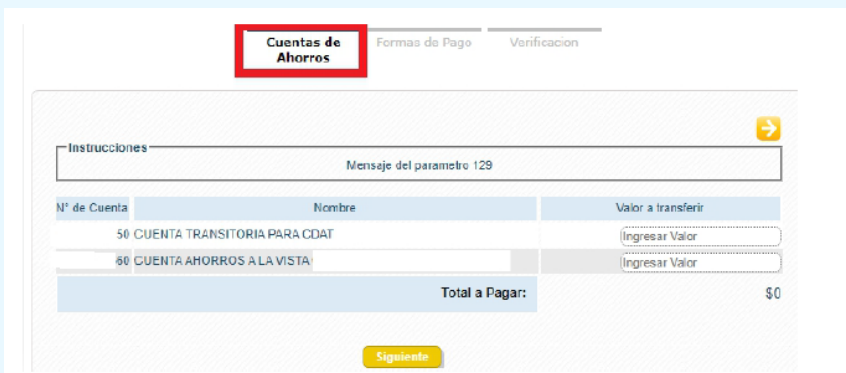 Cuentas de Ahorros
Formas de Pago
Verificacion
Instrucciones
Mensaje del parametro 129
N° de Cuenta Nombre Valor a transferir
50 CUENTA TRANSITORIA PARA CDAT Ingresar Valor
60 CUENTA AHORROS A LA VISTA Ingresar Valor
Total a Pagar: $0
Siguiente